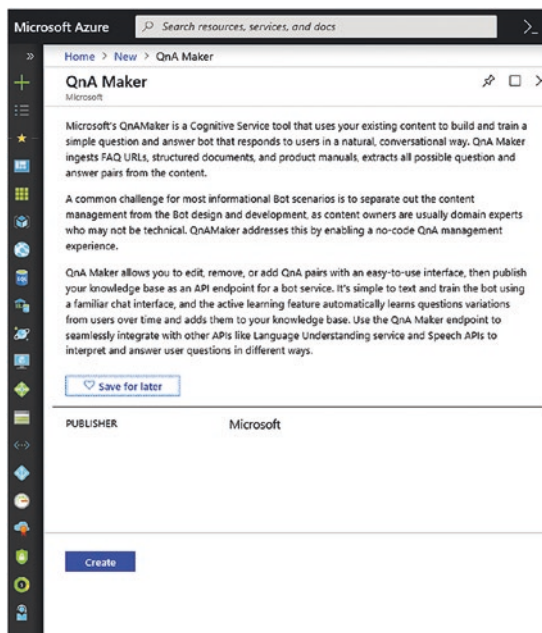 Microsoft Azure
Search resources, services, and docs
Home > New > QnA Maker
QnA Maker
Microsoft
Microsoft's QnAMaker is a Cognitive Service tool that uses your existing content to build and train a
simple question and answer bot that responds to users in a natural, conversational way. QnA Maker
ingests FAQ URLs, structured documents, and product manuals, extracts all possible question and
answer pairs from the content.
A common challenge for most informational Bot scenarios is to separate out the content
management from the Bot design and development, as content owners are usually domain experts
who may not be technical. QnAMaker addresses this by enabling a no-code QnA management
experience.
QnA Maker allows you to edit, remove, or add QnA pairs with an easy-to-use interface, then publish
your knowledge base as an API endpoint for a bot service. It's simple to text and train the bot using
a familiar chat interface, and the active learning feature automatically learns questions variations
from users over time and adds them to your knowledge base. Use the QnA Maker endpoint to
seamlessly integrate with other APIs like Language Understanding service and Speech APIs to
interpret and answer user questions in different ways.
Save for later
PUBLISHER Microsoft
Create